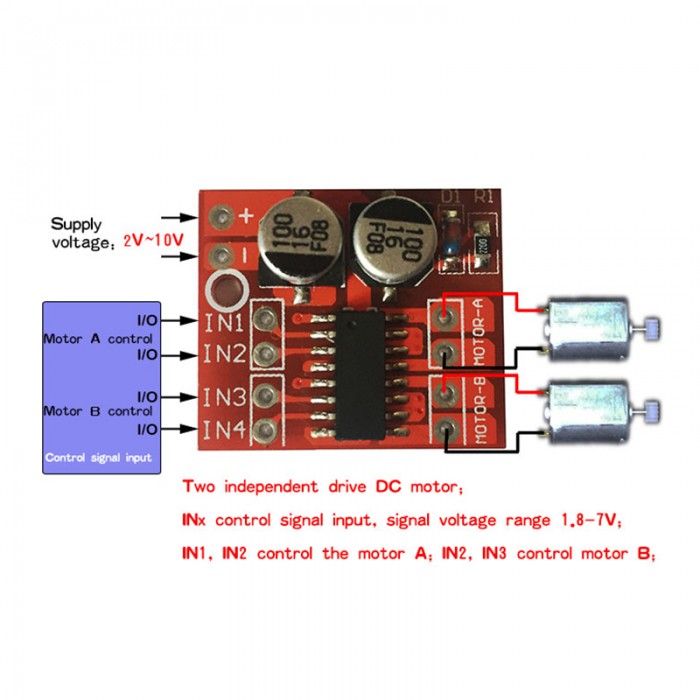 Supply
voltage: 2V~10V
+
-
100
16
F08
100
16
F08
D1
R1
2200
I/O
Motor A control
I/O
I/O
Motor B control
I/O
Control signal input
IN1
IN2
IN3
IN4
MOTOR-A
MOTOR-B
Two independent drive DC motor;
INx control signal input, signal voltage range 1.8-7V;
IN1, IN2 control the motor A; IN2, IN3 control motor B;